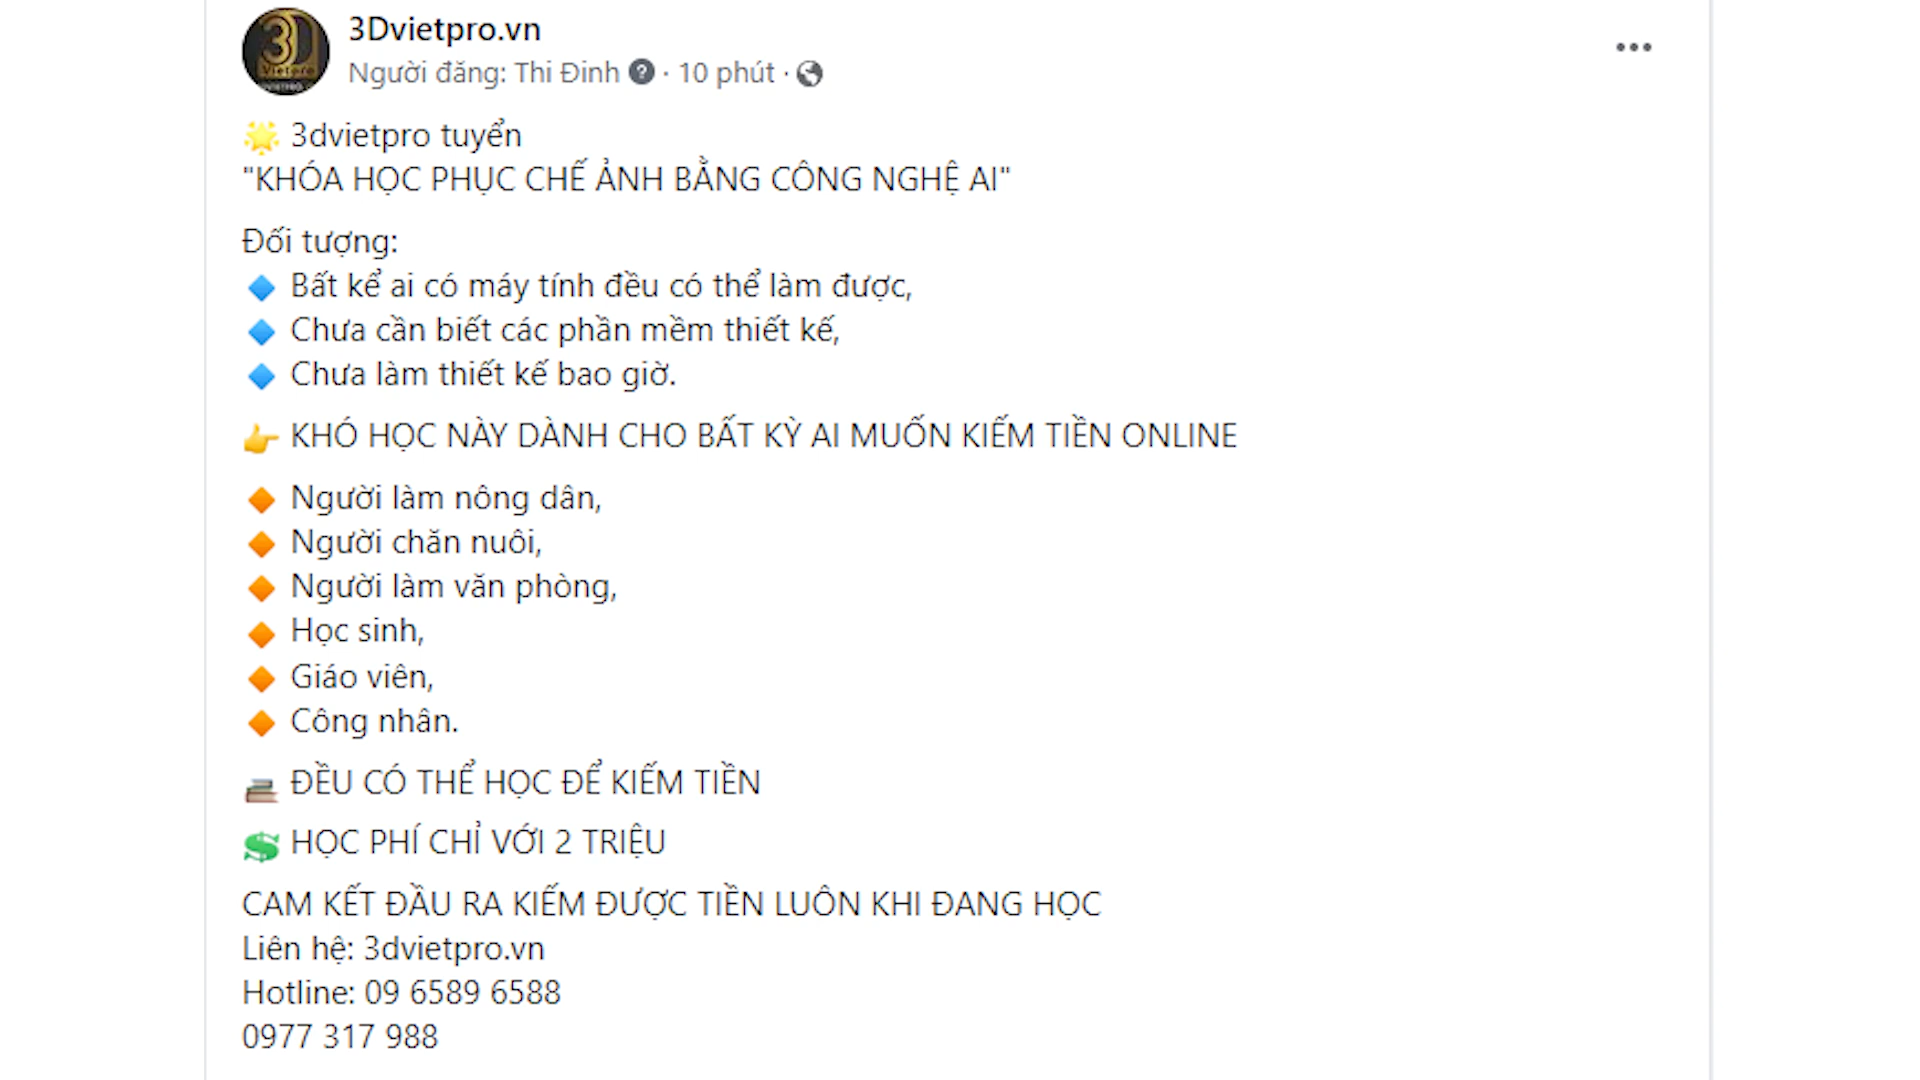 3Dvietpro.vn
Người đăng: Thi Đinh · 10 phút ·
3dvietpro tuyển
"KHÓA HỌC PHỤC CHẾ ẢNH BẰNG CÔNG NGHỆ AI"
Đối tượng:
Bất kể ai có máy tính đều có thể làm được,
Chưa cần biết các phần mềm thiết kế,
Chưa làm thiết kế bao giờ.
KHÓ HỌC NÀY DÀNH CHO BẤT KỲ AI MUỐN KIẾM TIỀN ONLINE
Người làm nông dân,
Người chăn nuôi,
Người làm văn phòng,
Học sinh,
Giáo viên,
Công nhân.
ĐỀU CÓ THỂ HỌC ĐỂ KIẾM TIỀN
HỌC PHÍ CHỈ VỚI 2 TRIỆU
CAM KẾT ĐẦU RA KIẾM ĐƯỢC TIỀN LUÔN KHI ĐANG HỌC
Liên hệ: 3dvietpro.vn
Hotline: 09 6589 6588
0977 317 988